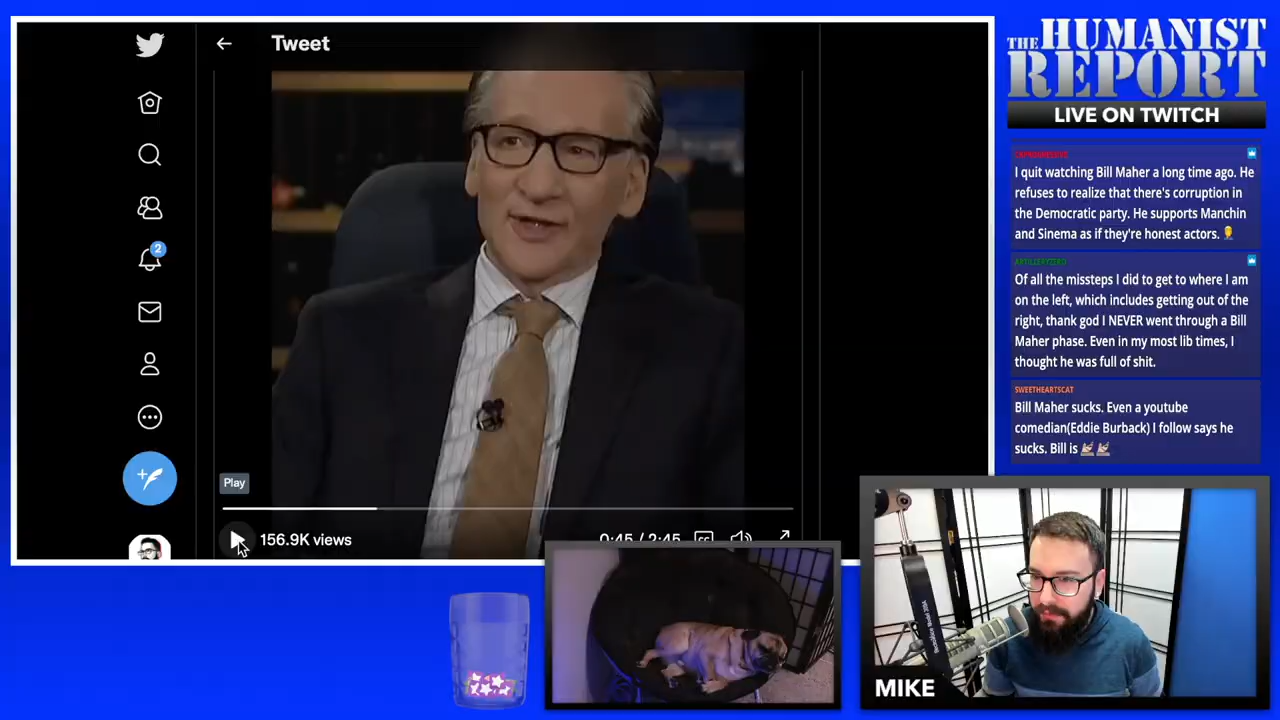 Tweet
2
Play
156.9K views
0:45 / 2:45
CC
THE HUMANIST
REPORT
LIVE ON TWITCH
I quit watching Bill Maher a long time ago. He
refuses to realize that there's corruption in
the Democratic party. He supports Manchin
and Sinema as if they're honest actors.
Of all the missteps I did to get to where I am
on the left, which includes getting out of the
right, thank god I NEVER went through a Bill
Maher phase. Even in my most lib times, I
thought he was full of shit.
SWEETHEARTSCAT
Bill Maher sucks. Even a youtube
comedian(Eddie Burback) I follow says he
sucks. Bill is
MIKE